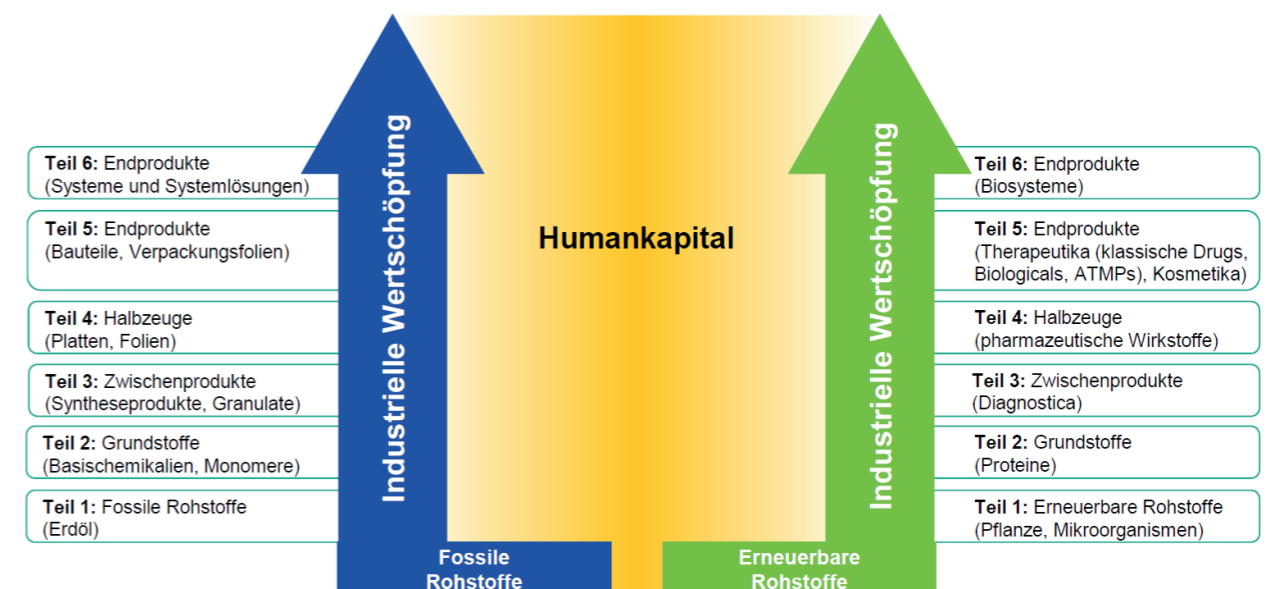 Teil 6: Endprodukte
(Systeme und Systemlösungen)
Teil 5: Endprodukte
(Bauteile, Verpackungsfolien)
Teil 4: Halbzeuge
(Platten, Folien)
Teil 3: Zwischenprodukte
(Syntheseprodukte, Granulate)
Teil 2: Grundstoffe
(Basischemikalien, Monomere)
Teil 1: Fossile Rohstoffe
(Erdöl)
Industrielle Wertschöpfung
Fossile
Rohstoffe
Humankapital
Industrielle Wertschöpfung
Erneuerbare
Rohstoffe
Teil 6: Endprodukte
(Biosysteme)
Teil 5: Endprodukte
(Therapeutika (klassische Drugs,
Biologicals, ATMPs), Kosmetika)
Teil 4: Halbzeuge
(pharmazeutische Wirkstoffe)
Teil 3: Zwischenprodukte
(Diagnostica)
Teil 2: Grundstoffe
(Proteine)
Teil 1: Erneuerbare Rohstoffe
(Pflanze, Mikroorganismen)